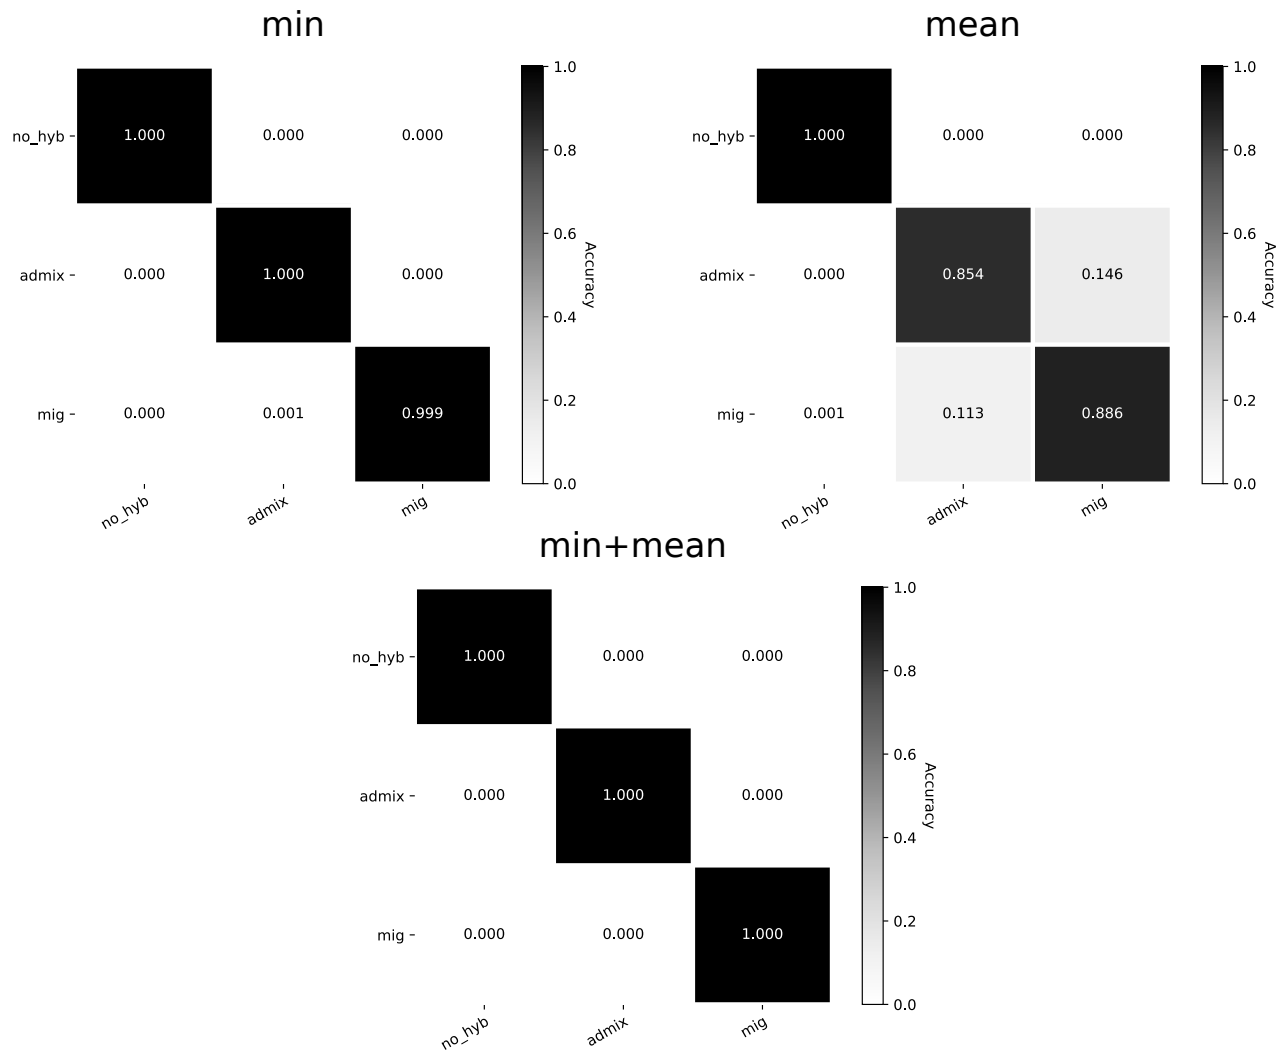 min
1.0
no_hyb 1.000 0.000 0.000
0.8
0.6
admix 0.000 1.000 0.000
Accuracy
0.4
mig 0.000 0.001 0.999
0.2
0.0
no_hyb admix mig
mean
1.0
no_hyb 1.000 0.000 0.000
0.8
0.6
admix 0.000 0.854 0.146
Accuracy
0.4
mig 0.001 0.113 0.886
0.2
0.0
no_hyb admix mig
min+mean
1.0
no_hyb 1.000 0.000 0.000
0.8
0.6
admix 0.000 1.000 0.000
Accuracy
0.4
mig 0.000 0.000 1.000
0.2
0.0
no_hyb admix mig